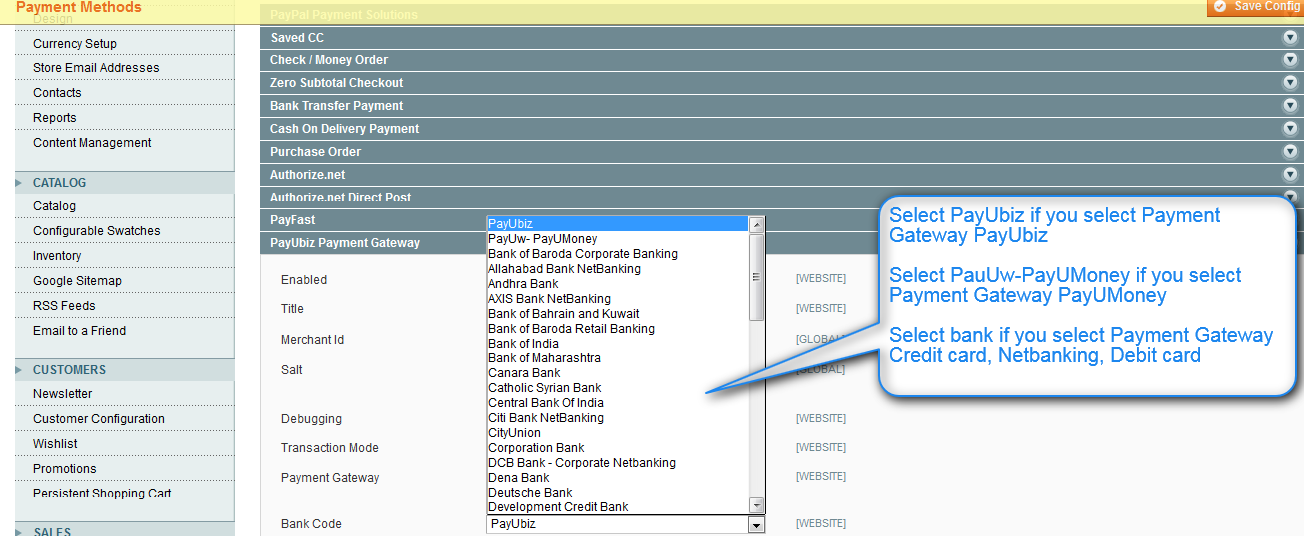 Payment Methods
Save Config
Design
Currency Setup
Store Email Addresses
Contacts
Reports
Content Management
CATALOG
Catalog
Configurable Swatches
Inventory
Google Sitemap
RSS Feeds
Email to a Friend
CUSTOMERS
Newsletter
Customer Configuration
Wishlist
Promotions
Persistent Shopping Cart
SALES
PayPal Payment Solutions
Saved CC
Check / Money Order
Zero Subtotal Checkout
Bank Transfer Payment
Cash On Delivery Payment
Purchase Order
Authorize.net
Authorize.net Direct Post
PayFast
PayUbiz Payment Gateway
Enabled
[WEBSITE]
Title
[WEBSITE]
Merchant Id
[GLOBAL]
Salt
[GLOBAL]
Debugging
[WEBSITE]
Transaction Mode
[WEBSITE]
Payment Gateway
[WEBSITE]
Bank Code
PayUbiz
[WEBSITE]
PayUbiz
PayUw- PayUMoney
Bank of Baroda Corporate Banking
Allahabad Bank NetBanking
Andhra Bank
AXIS Bank NetBanking
Bank of Bahrain and Kuwait
Bank of Baroda Retail Banking
Bank of India
Bank of Maharashtra
Canara Bank
Catholic Syrian Bank
Central Bank Of India
Citi Bank NetBanking
CityUnion
Corporation Bank
DCB Bank - Corporate Netbanking
Dena Bank
Deutsche Bank
Development Credit Bank
Select PayUbiz if you select Payment
Gateway PayUbiz
Select PauUw-PayUMoney if you select
Payment Gateway PayUMoney
Select bank if you select Payment Gateway
Credit card, Netbanking, Debit card